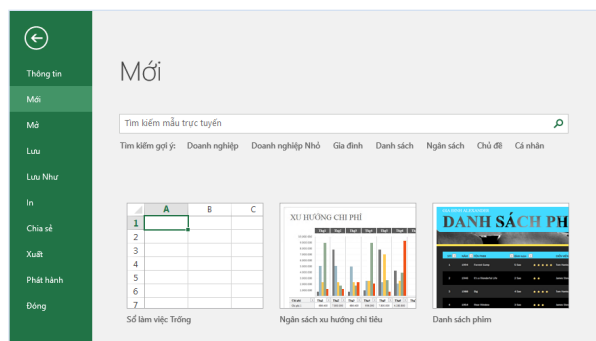 Thông tin
Mới
Mở
Lưu
Lưu Như
In
Chia sẻ
Xuất
Phát hành
Đóng
Mới
Tìm kiếm mẫu trực tuyến
Tìm kiếm gợi ý: Doanh nghiệp Doanh nghiệp Nhỏ Gia đình Danh sách Ngân sách Chủ đề Cá nhân
A B C
1
2
3
4
5
6
7
Sổ làm việc Trống
XU HƯỚNG CHI PHÍ
Ngân sách xu hướng chi tiêu
DANH SÁCH PH
Danh sách phim